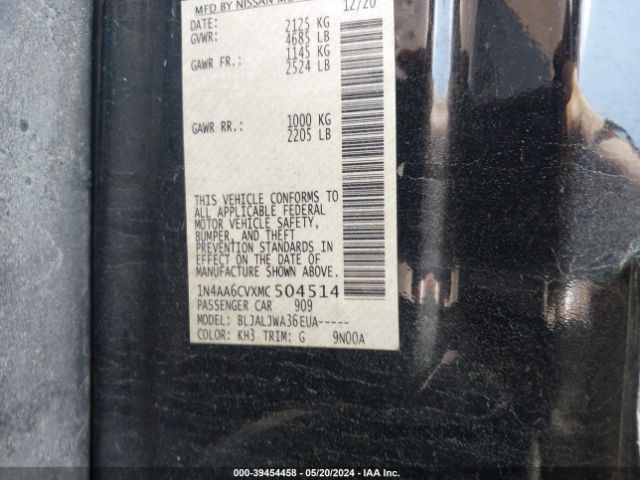 MFD BY NISSAN
DATE: 12/20
GVWR: 2125 KG
4685 LB
GAWR FR.: 1145 KG
2524 LB
GAWR RR.: 1000 KG
2205 LB
THIS VEHICLE CONFORMS TO
ALL APPLICABLE FEDERAL
MOTOR VEHICLE SAFETY,
BUMPER, AND THEFT
PREVENTION STANDARDS IN
EFFECT ON THE DATE OF
MANUFACTURE SHOWN ABOVE.
1N4AA6CVXMC504514
PASSENGER CAR 909
MODEL: BLJALJWA36EUA-----
COLOR: KH3 TRIM: G 9N00A
000-39454458 - 05/20/2024 - IAA Inc.